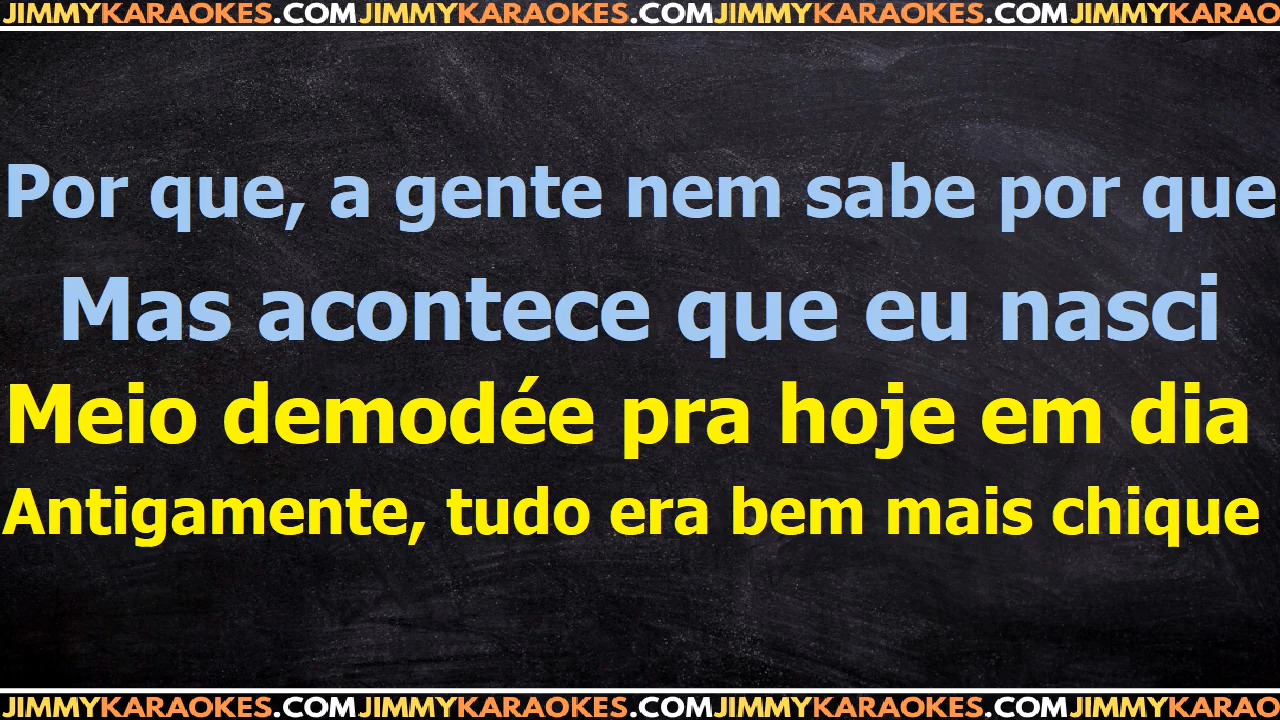 JIMMYKARAOKES.COMJIMMYKARAOKES.COMJIMMYKARAOKES.COMJIMMYKARAO
Por que, a gente nem sabe por que
Mas acontece que eu nasci
Meio demodée pra hoje em dia
Antigamente, tudo era bem mais chique
JIMMYKARAOKES.COMJIMMYKARAOKES.COMJIMMYKARAOKES.COMJIMMYKARAO